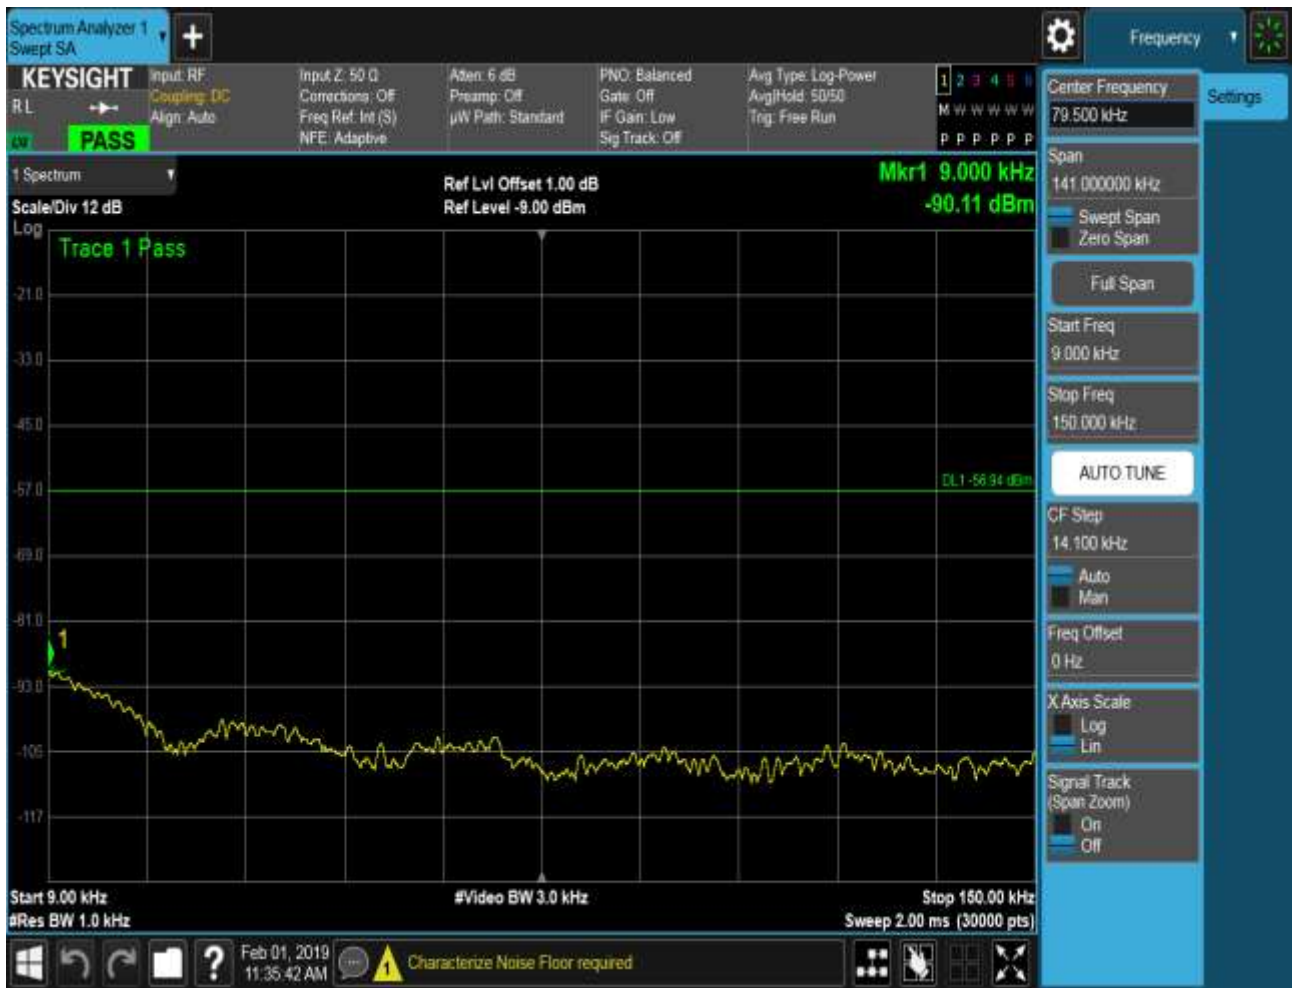 Spectrum Analyzer 1
Swept SA
+
Frequency
KEYSIGHT
R L
PASS
Input: RF
Coupling: DC
Align: Auto
Input Z: 50 Ω
Corrections: Off
Freq Ref: Int (S)
NFE: Adaptive
Atten: 6 dB
Preamp: Off
µW Path: Standard
PNO: Balanced
Gate: Off
IF Gain: Low
Sig Track: Off
Avg Type: Log-Power
Avg|Hold: 50/50
Trig: Free Run
1 2 3 4 5 6
M W W W W W
P P P P P P
1 Spectrum
Scale/Div 12 dB
Log
Ref Lvl Offset 1.00 dB
Ref Level -9.00 dBm
Mkr1 9.000 kHz
-90.11 dBm
Trace 1 Pass
-21.0
-33.0
-45.0
-57.0
DL1 -56.94 dBm
-69.0
-81.0
1
-93.0
-105
-117
Start 9.00 kHz
#Res BW 1.0 kHz
#Video BW 3.0 kHz
Stop 150.00 kHz
Sweep 2.00 ms (30000 pts)
Center Frequency
79.500 kHz
Settings
Span
141.000000 kHz
Swept Span
Zero Span
Full Span
Start Freq
9.000 kHz
Stop Freq
150.000 kHz
AUTO TUNE
CF Step
14.100 kHz
Auto
Man
Freq Offset
0 Hz
X Axis Scale
Log
Lin
Signal Track
(Span Zoom)
On
Off
?
Feb 01, 2019
11:35:42 AM
1
Characterize Noise Floor required